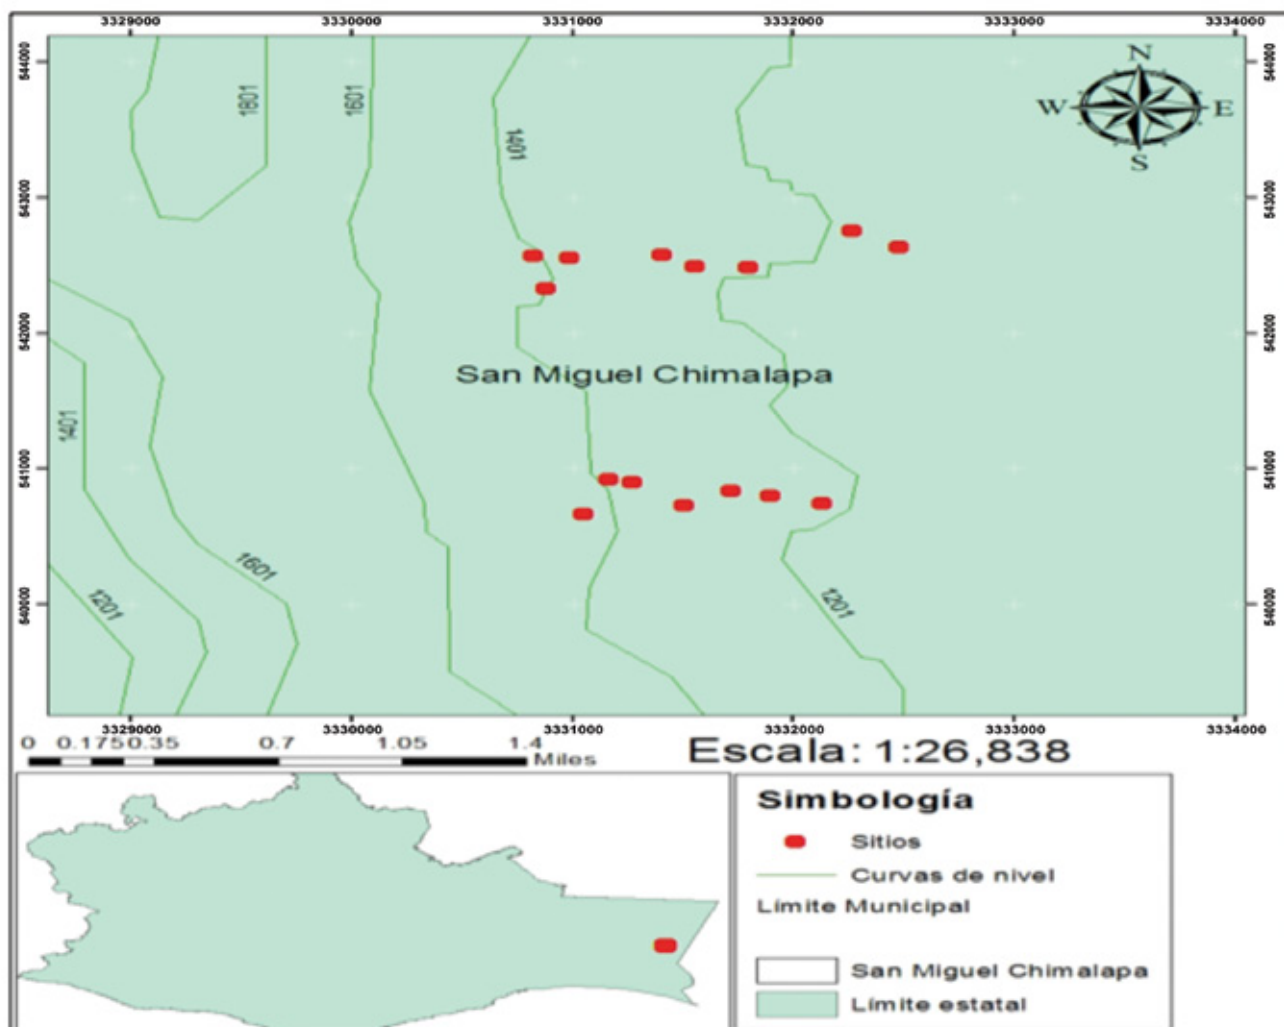 3329000 3330000 3331000 3332000 3333000 3334000
544000 544000
N
W E
S
1801 1601 1401
543000 543000
542000 542000
San Miguel Chimalapa
1401
541000 541000
1601
1201 1201
540000 540000
3329000 3330000 3331000 3332000 3333000 3334000
0 0.175 0.35 0.7 1.05 1.4
Miles
Escala: 1:26,838
Simbología
Sitios
Curvas de nivel
Límite Municipal
San Miguel Chimalapa
Límite estatal